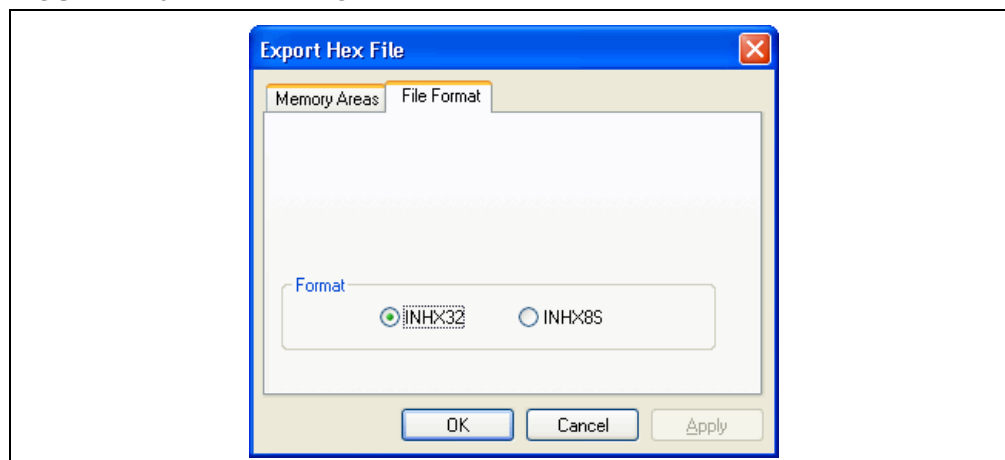 Export Hex File
Memory Areas File Format
Format
INHX32 INHX8S
OK Cancel Apply